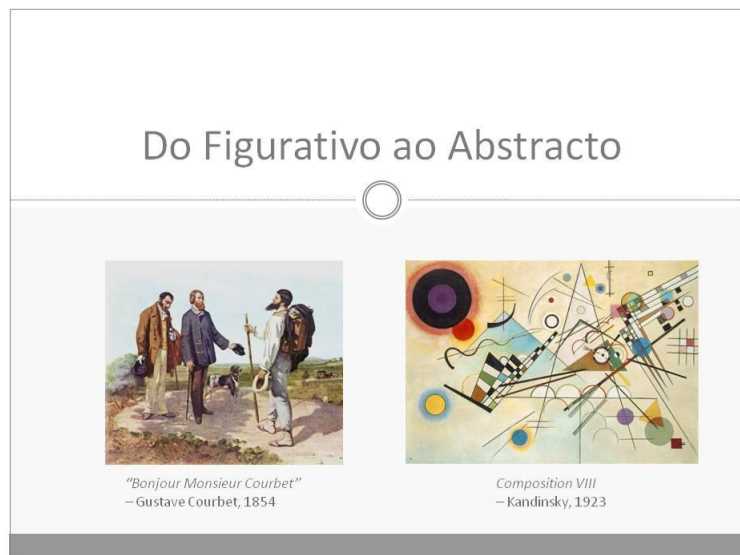 Do Figurativo ao Abstracto
“Bonjour Monsieur Courbet”
– Gustave Courbet, 1854
Composition VIII
– Kandinsky, 1923